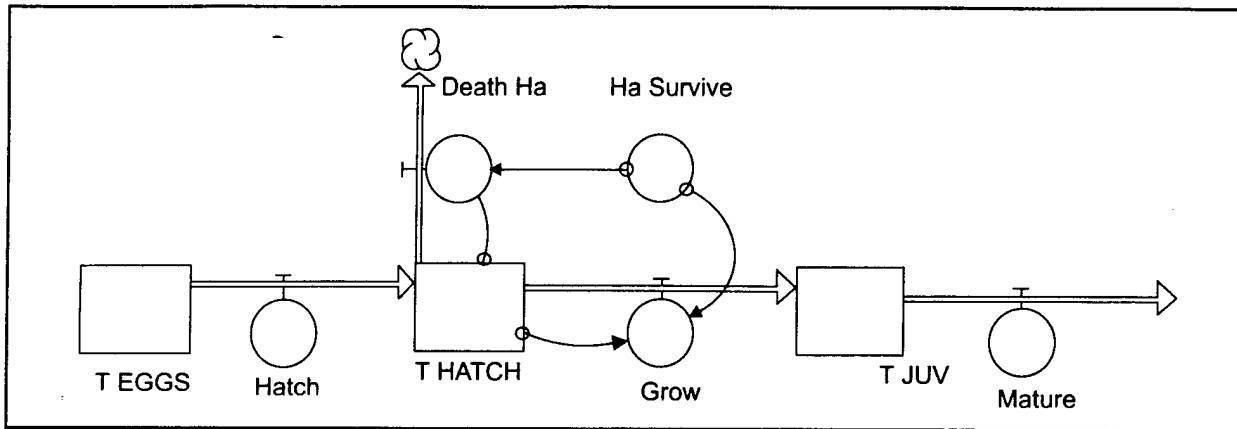 Death Ha
Ha Survive
T EGGS
Hatch
T HATCH
Grow
T JUV
Mature